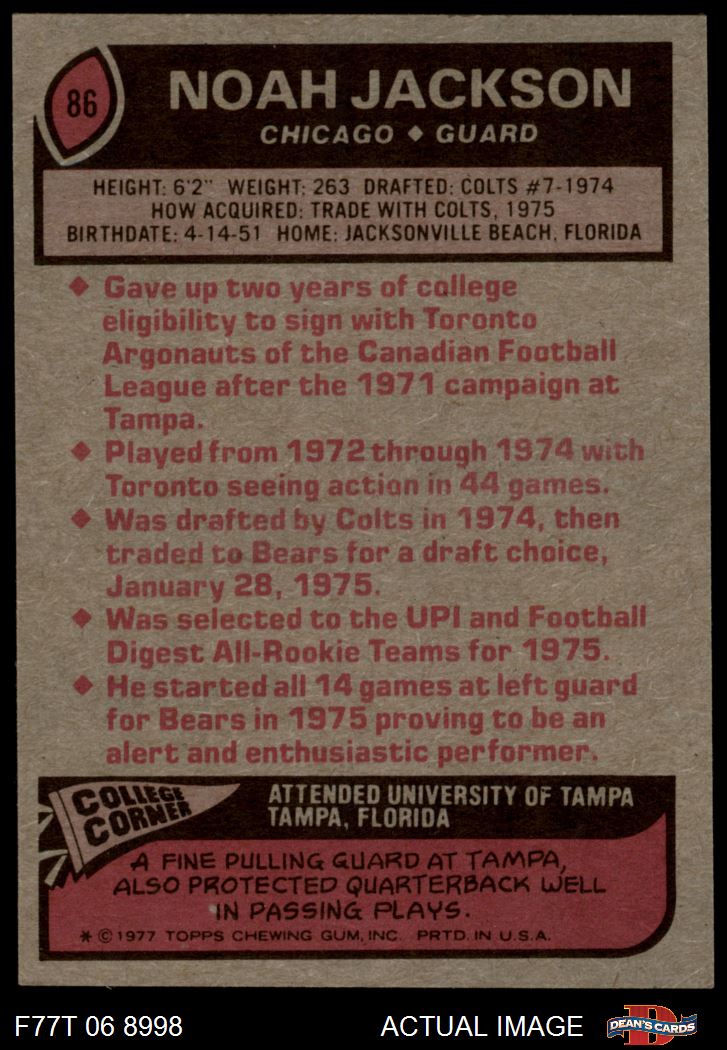 86
NOAH JACKSON
CHICAGO ♦ GUARD
HEIGHT: 6'2" WEIGHT: 263 DRAFTED: COLTS #7-1974
HOW ACQUIRED: TRADE WITH COLTS, 1975
BIRTHDATE: 4-14-51 HOME: JACKSONVILLE BEACH, FLORIDA
♦ Gave up two years of college
eligibility to sign with Toronto
Argonauts of the Canadian Football
League after the 1971 campaign at
Tampa.
♦ Played from 1972 through 1974 with
Toronto seeing action in 44 games.
♦ Was drafted by Colts in 1974, then
traded to Bears for a draft choice,
January 28, 1975.
♦ Was selected to the UPI and Football
Digest All-Rookie Teams for 1975.
♦ He started all 14 games at left guard
for Bears in 1975 proving to be an
alert and enthusiastic performer.
COLLEGE
CORNER
ATTENDED UNIVERSITY OF TAMPA
TAMPA, FLORIDA
A FINE PULLING GUARD AT TAMPA,
ALSO PROTECTED QUARTERBACK WELL
IN PASSING PLAYS.
* © 1977 TOPPS CHEWING GUM, INC. PRTD. IN U.S.A.
F77T 06 8998
ACTUAL IMAGE
DEAN'S CARDS